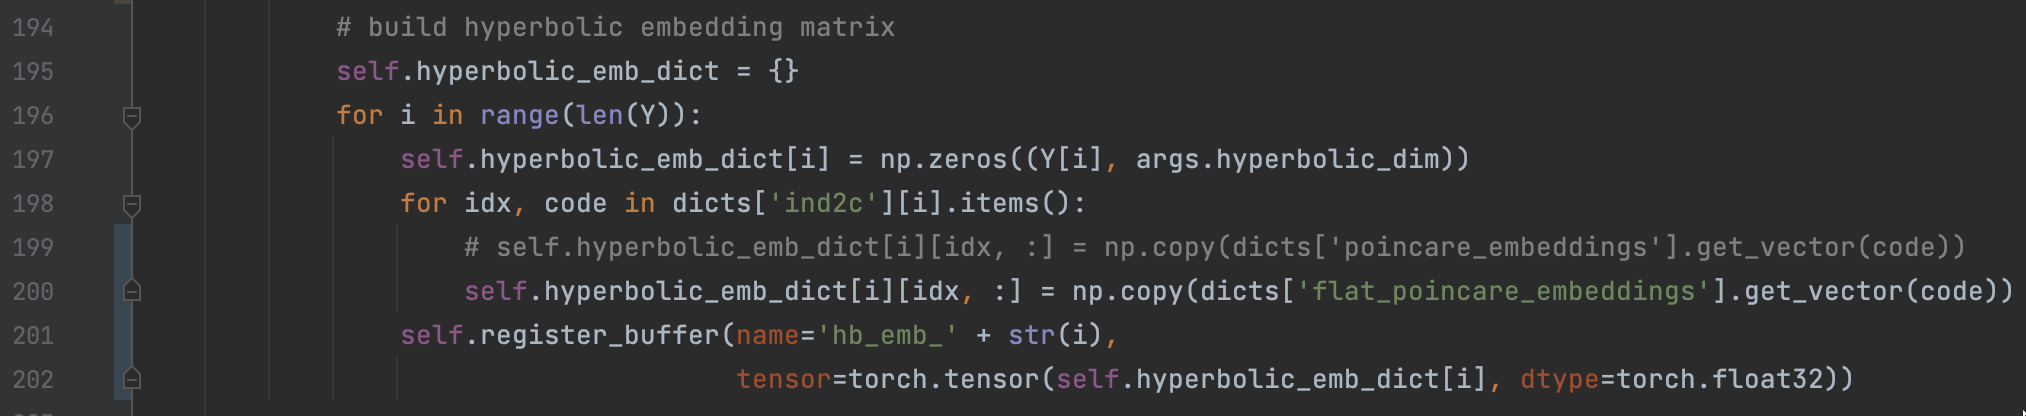 194 # build hyperbolic embedding matrix
195 self.hyperbolic_emb_dict = {}
196 for i in range(len(Y)):
197 self.hyperbolic_emb_dict[i] = np.zeros((Y[i], args.hyperbolic_dim))
198 for idx, code in dicts['ind2c'][i].items():
199 # self.hyperbolic_emb_dict[i][idx, :] = np.copy(dicts['poincare_embeddings'].get_vector(code))
200 self.hyperbolic_emb_dict[i][idx, :] = np.copy(dicts['flat_poincare_embeddings'].get_vector(code))
201 self.register_buffer(name='hb_emb_' + str(i),
202 tensor=torch.tensor(self.hyperbolic_emb_dict[i], dtype=torch.float32))